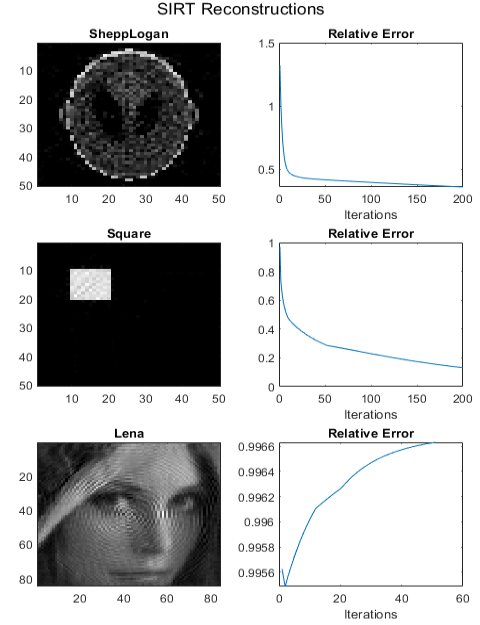 SIRT Reconstructions
SheppLogan
10
20
30
40
50
10 20 30 40 50
Relative Error
1.5
1
0.5
0 50 100 150 200
Iterations
Square
10
20
30
40
50
10 20 30 40 50
Relative Error
1
0.8
0.6
0.4
0.2
0
0 50 100 150 200
Iterations
Lena
20
40
60
80
20 40 60 80
Relative Error
0.9966
0.9964
0.9962
0.996
0.9958
0.9956
0 20 40 60
Iterations